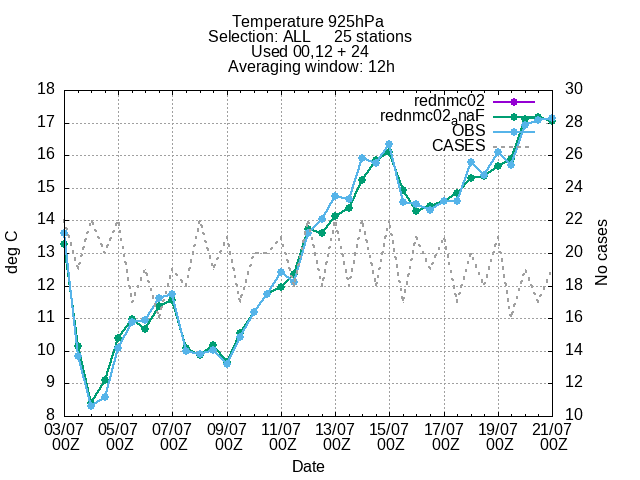 Temperature 925hPa
Selection: ALL 25 stations
Used 00,12 + 24
Averaging window: 12h
rednmc02
rednmc02anaF
OBS
CASES
18 30
17 28
16 26
15 24
14 22
13 20
12 18
11 16
10 14
9 12
8 10
deg C
No cases
03/07 05/07 07/07 09/07 11/07 13/07 15/07 17/07 19/07 21/07
00Z 00Z 00Z 00Z 00Z 00Z 00Z 00Z 00Z 00Z
Date